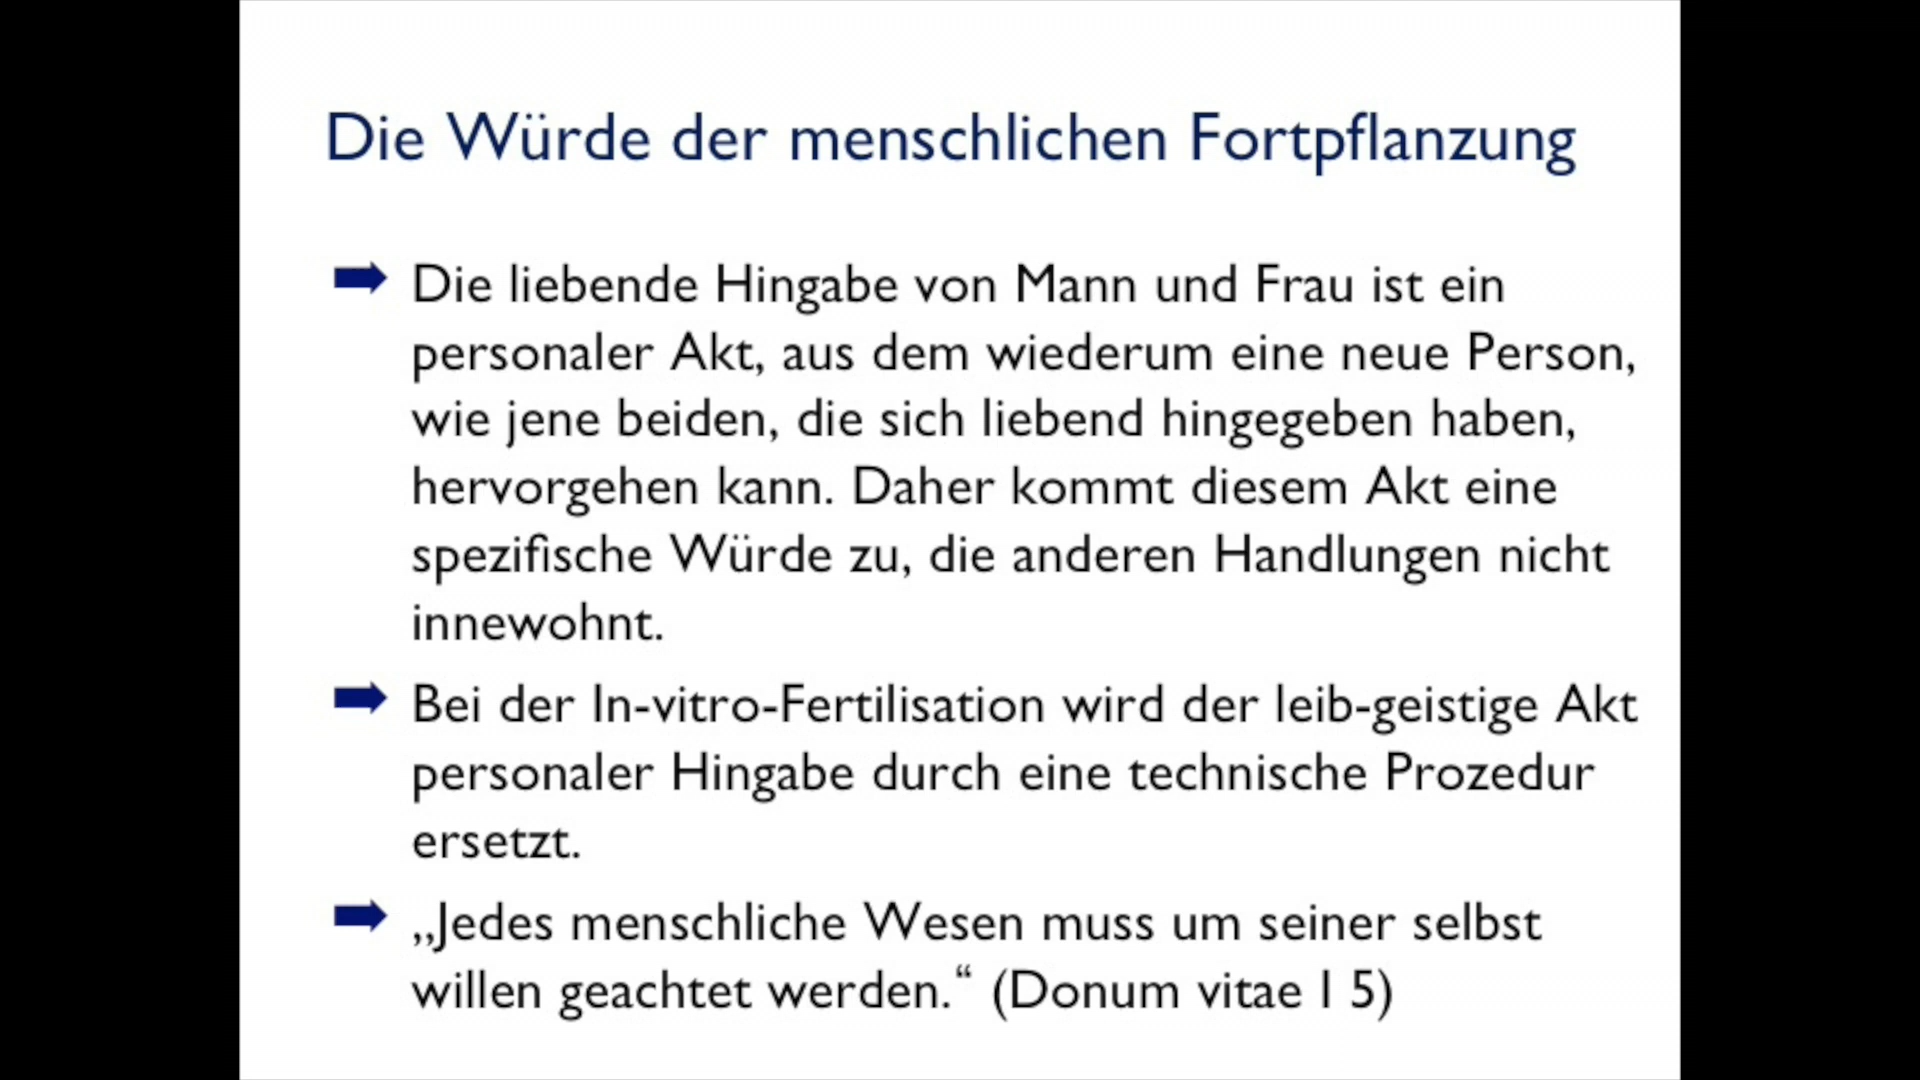 Die Würde der menschlichen Fortpflanzung
Die liebende Hingabe von Mann und Frau ist ein
personaler Akt, aus dem wiederum eine neue Person,
wie jene beiden, die sich liebend hingegeben haben,
hervorgehen kann. Daher kommt diesem Akt eine
spezifische Würde zu, die anderen Handlungen nicht
innewohnt.
Bei der In-vitro-Fertilisation wird der leib-geistige Akt
personaler Hingabe durch eine technische Prozedur
ersetzt.
„Jedes menschliche Wesen muss um seiner selbst
willen geachtet werden.“ (Donum vitae I 5)